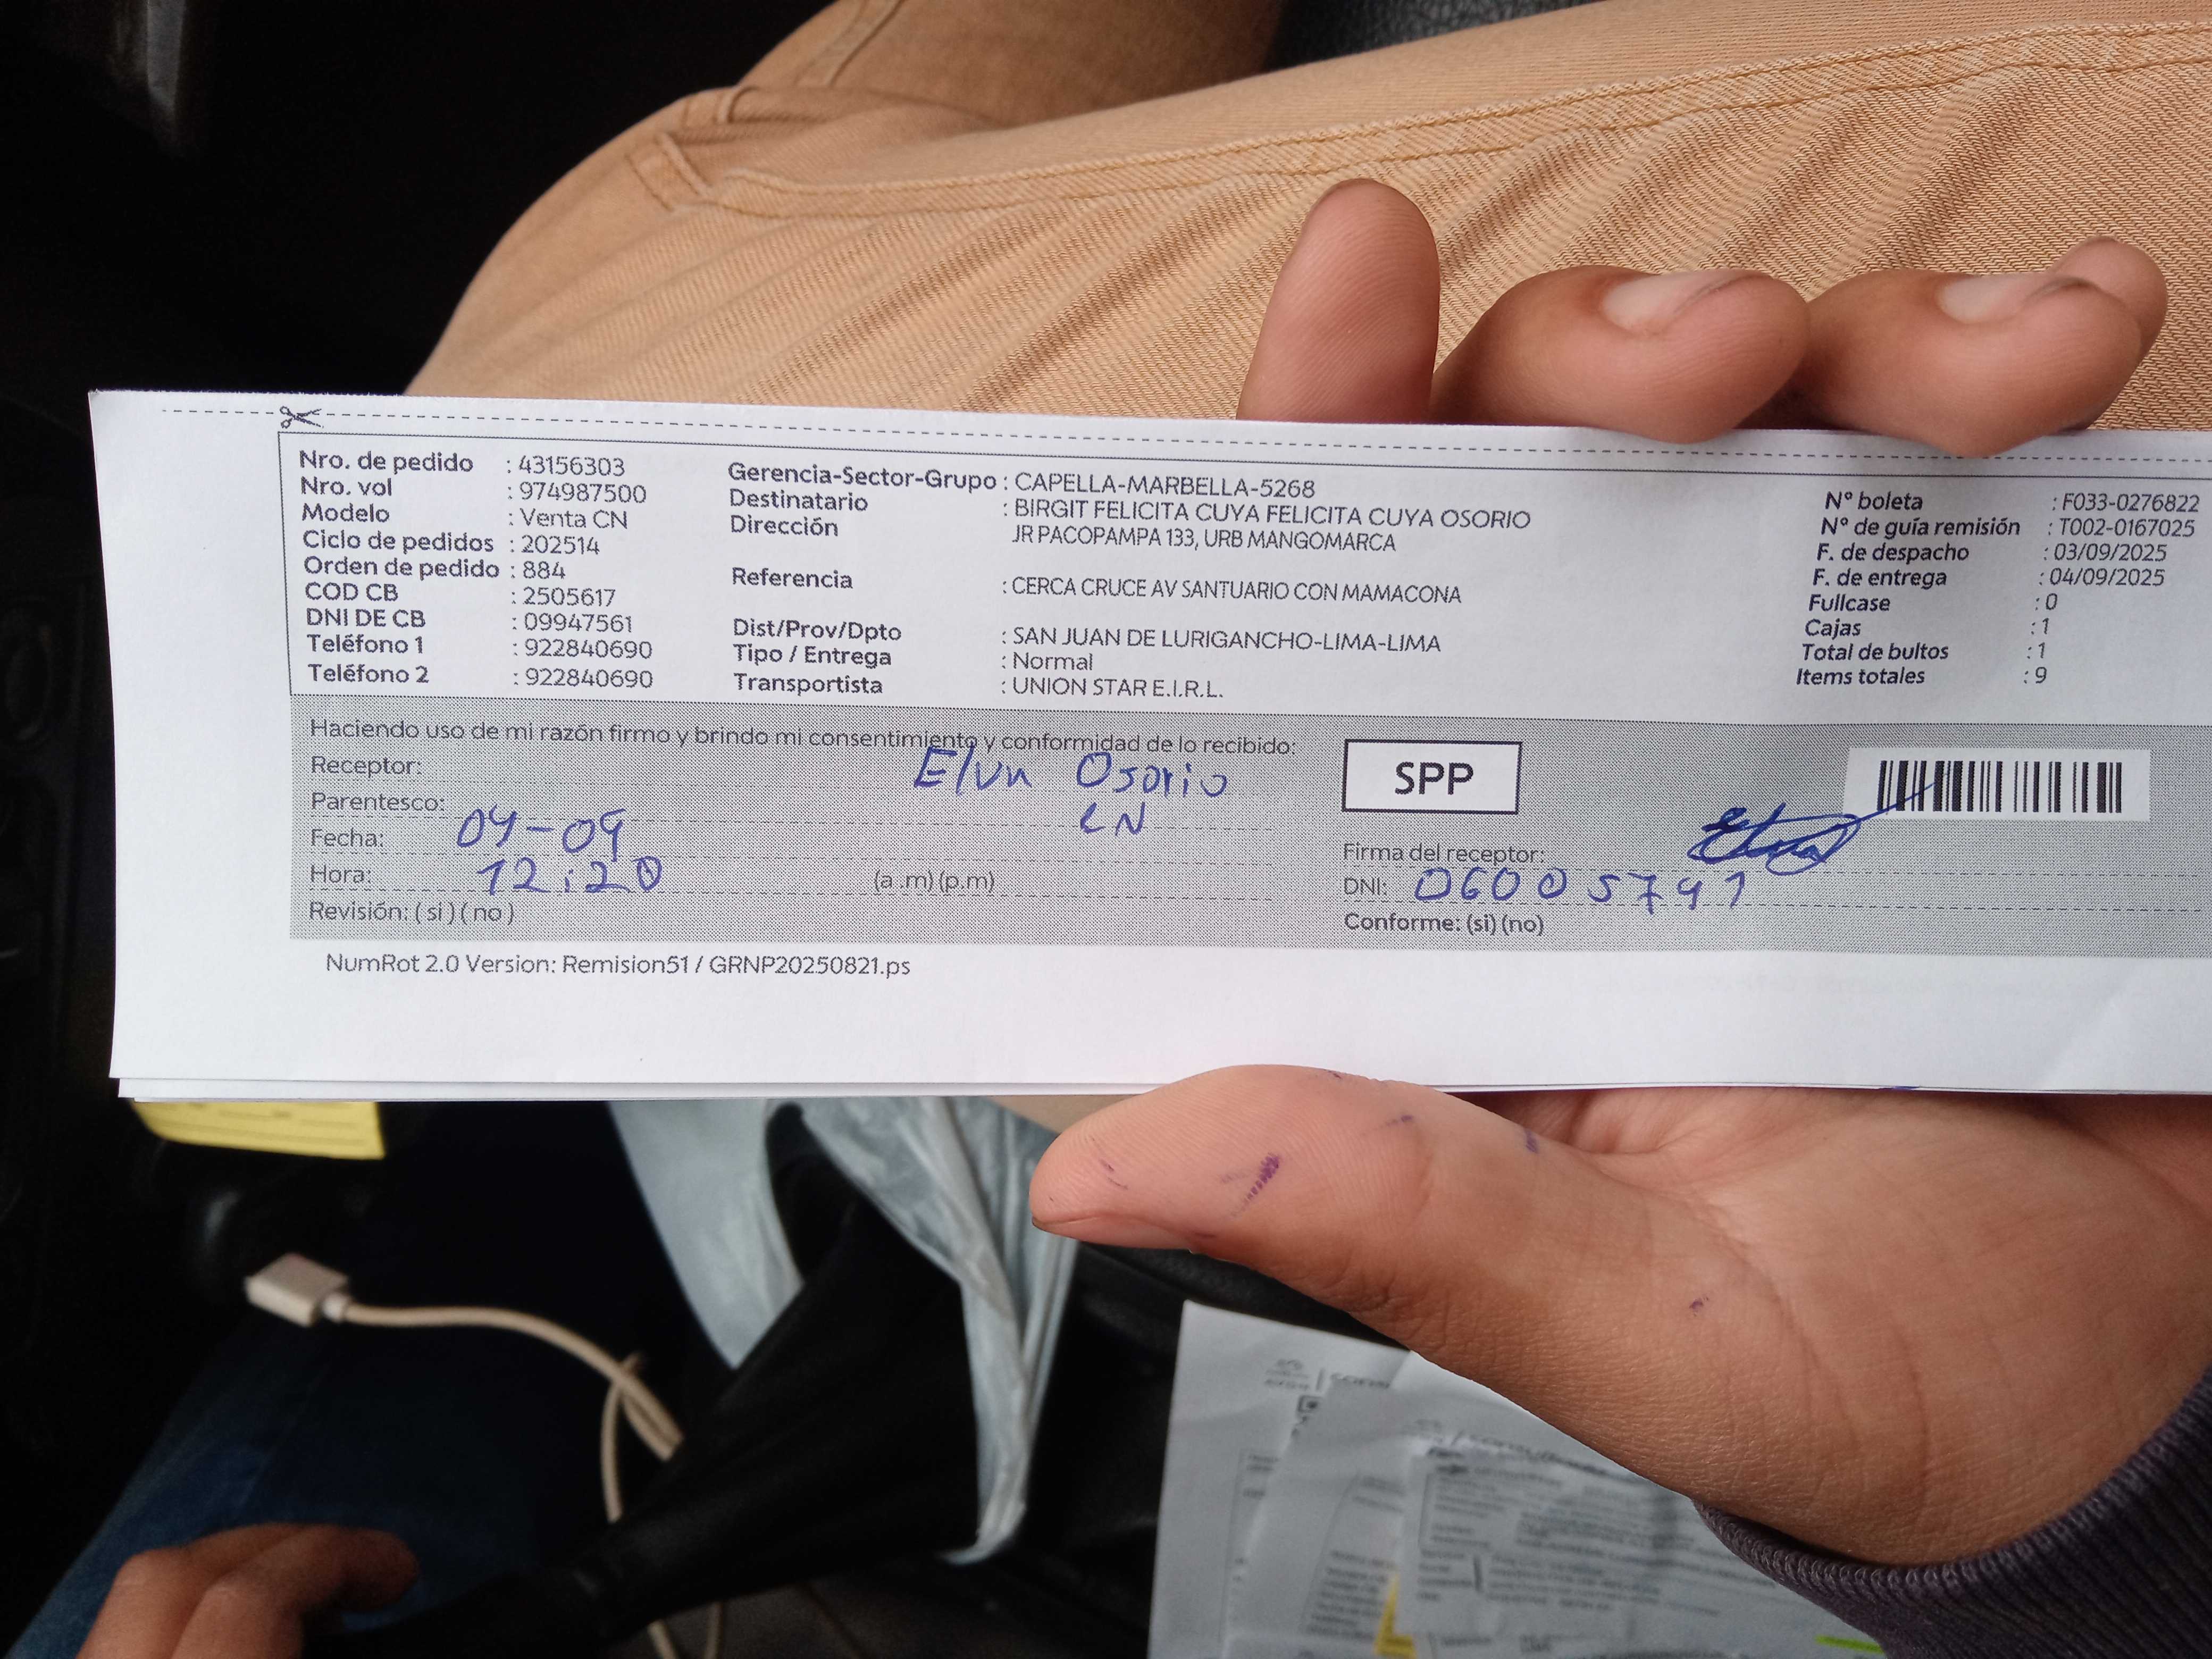 Nro. de pedido : 43156303
Nro. vol : 974987500
Modelo : Venta CN
Ciclo de pedidos : 202514
Orden de pedido : 884
COD CB : 2505617
DNI DE CB : 09947561
Teléfono 1 : 922840690
Teléfono 2 : 922840690
Gerencia-Sector-Grupo : CAPELLA-MARBELLA-5268
Destinatario : BIRGIT FELICITA CUYA FELICITA CUYA OSORIO
Dirección JR PACOPAMPA 133, URB MANGOMARCA
Referencia : CERCA CRUCE AV SANTUARIO CON MAMACONA
Dist/Prov/Dpto : SAN JUAN DE LURIGANCHO-LIMA-LIMA
Tipo / Entrega : Normal
Transportista : UNION STAR E.I.R.L.
N° boleta : F033-0276822
N° de guía remisión : T002-0167025
F. de despacho : 03/09/2025
F. de entrega : 04/09/2025
Fullcase : 0
Cajas : 1
Total de bultos : 1
Items totales : 9
Haciendo uso de mi razón firmo y brindo mi consentimiento y conformidad de lo recibido:
Receptor: Osorio
Parentesco:
Fecha: 04-09
Hora: 12:20 (a .m) (p.m)
Revisión: ( si ) ( no )
SPP
Firma del receptor:
DNI: 06005791
Conforme: (si) (no)
NumRot 2.0 Version: Remision51 / GRNP20250821.ps